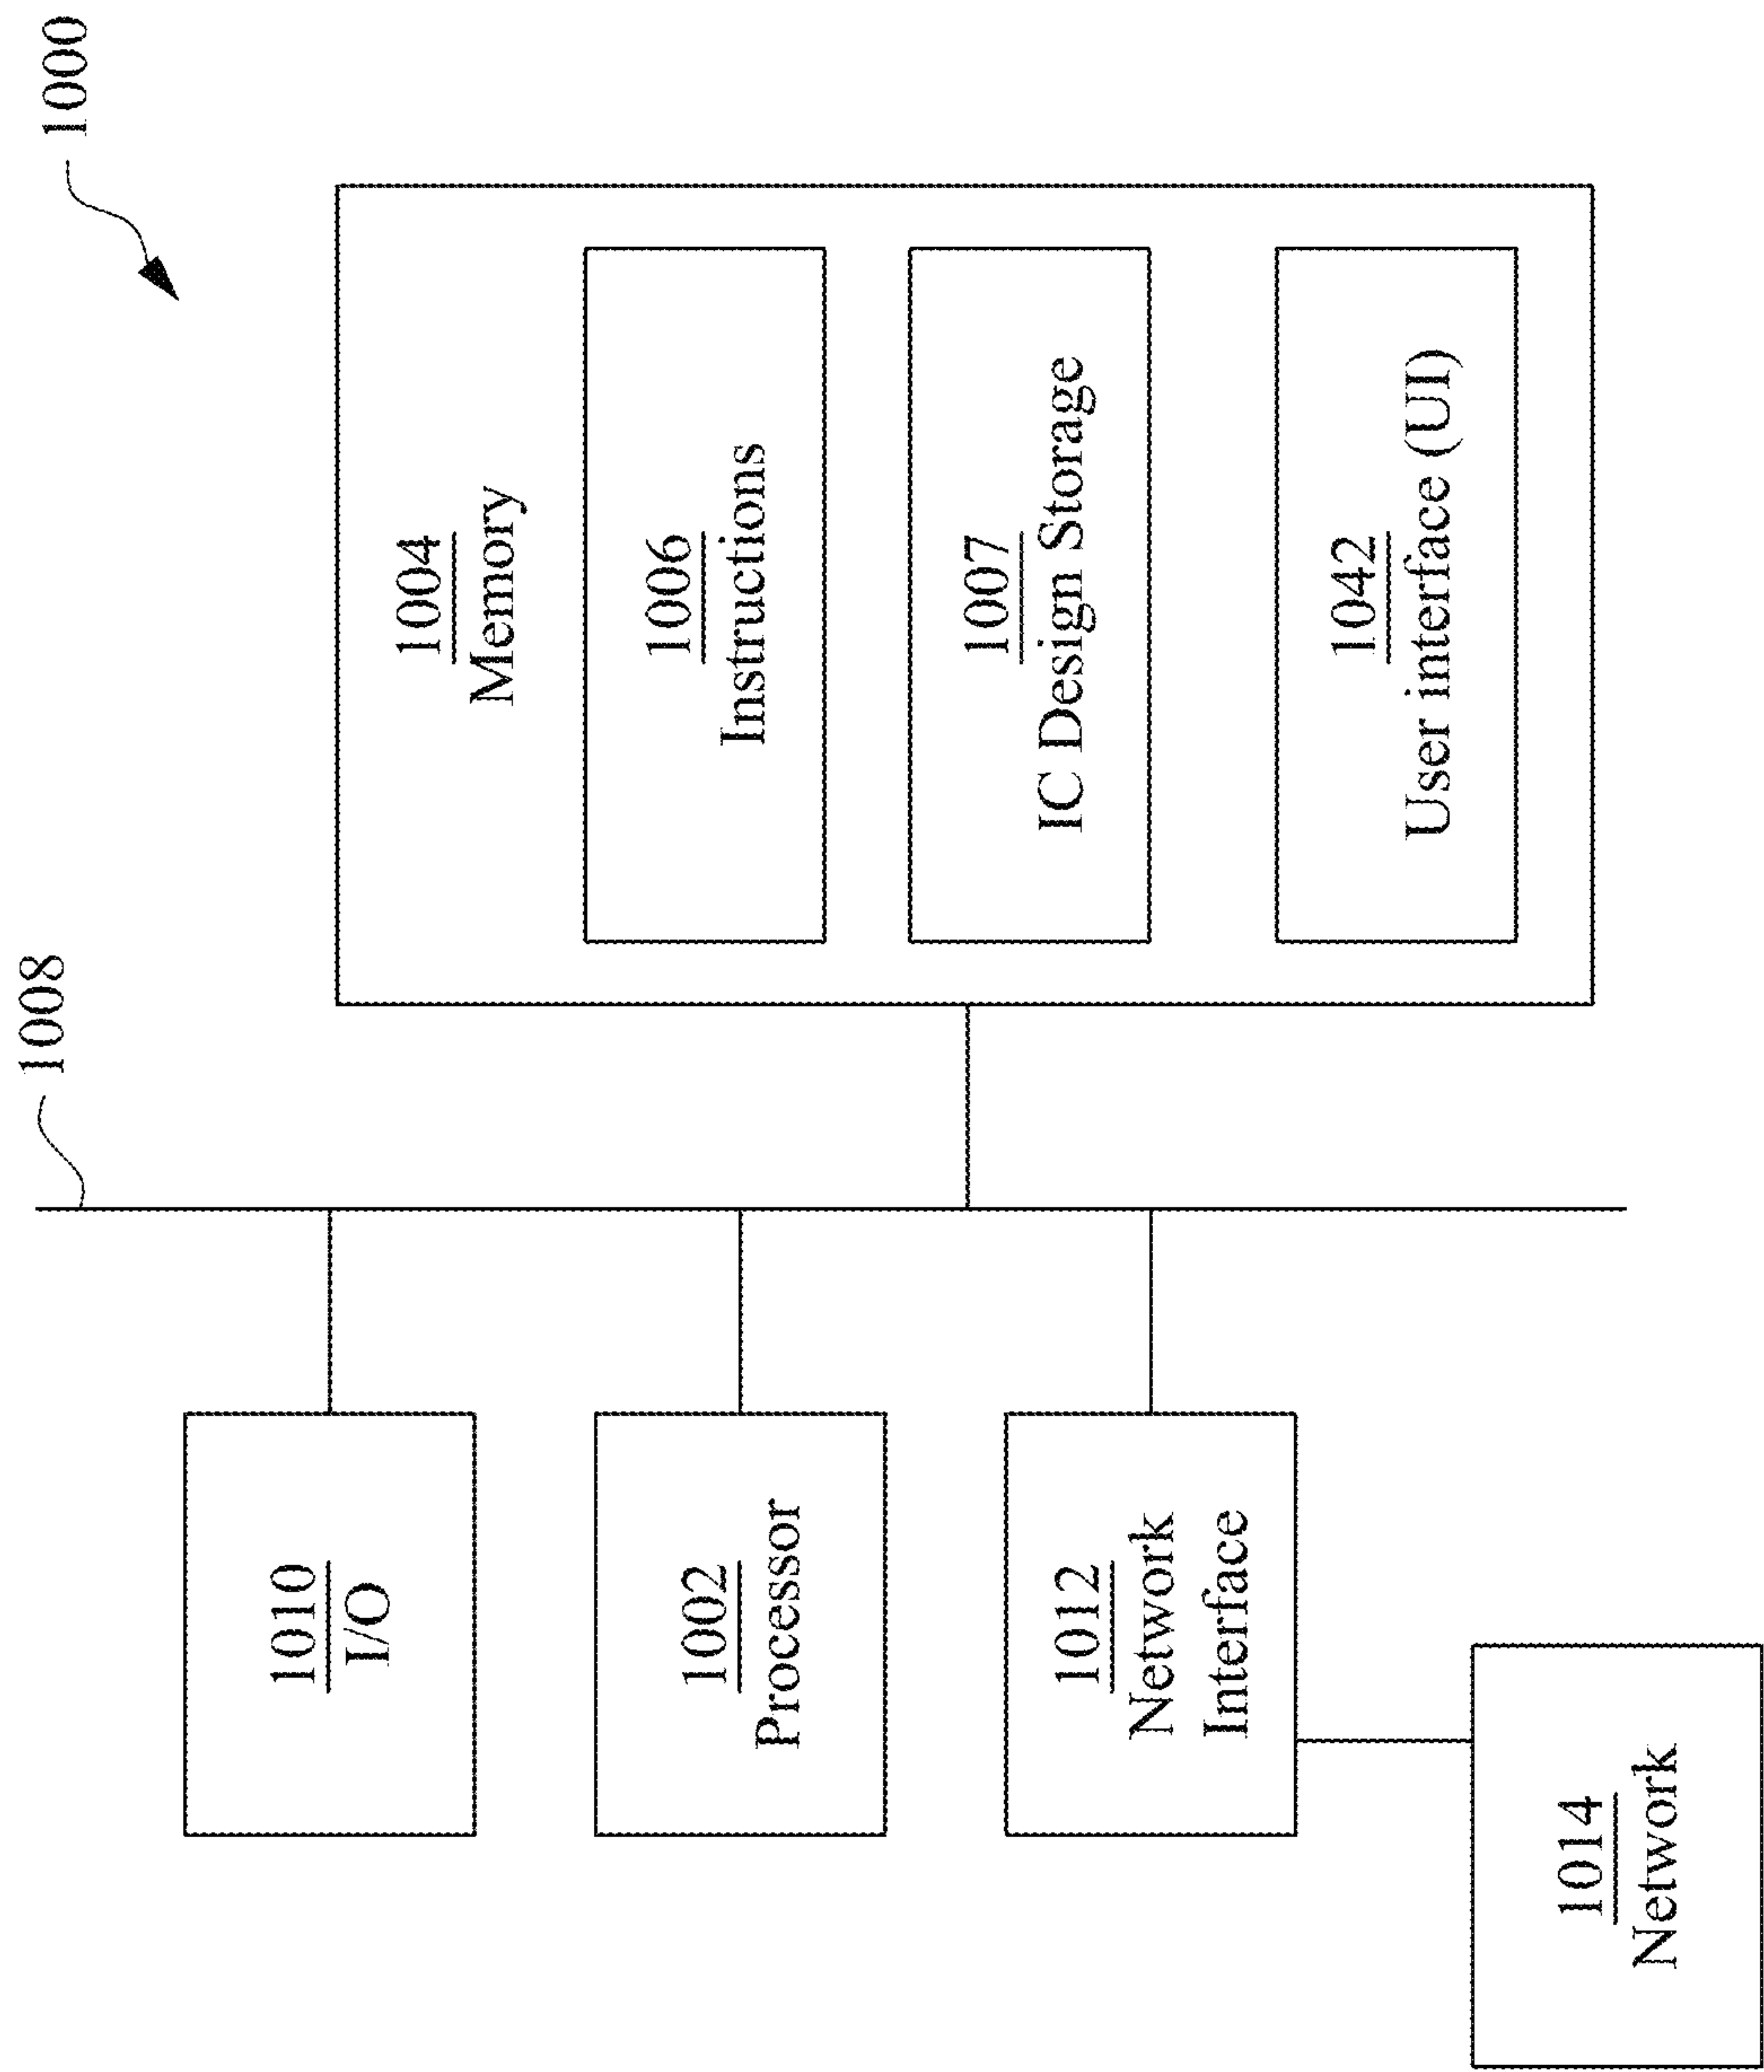 1000
1008
1010
I/O
1002
Processor
1012
Network
Interface
1014
Network
1004
Memory
1006
Instructions
1007
IC Design Storage
1042
User interface (UI)